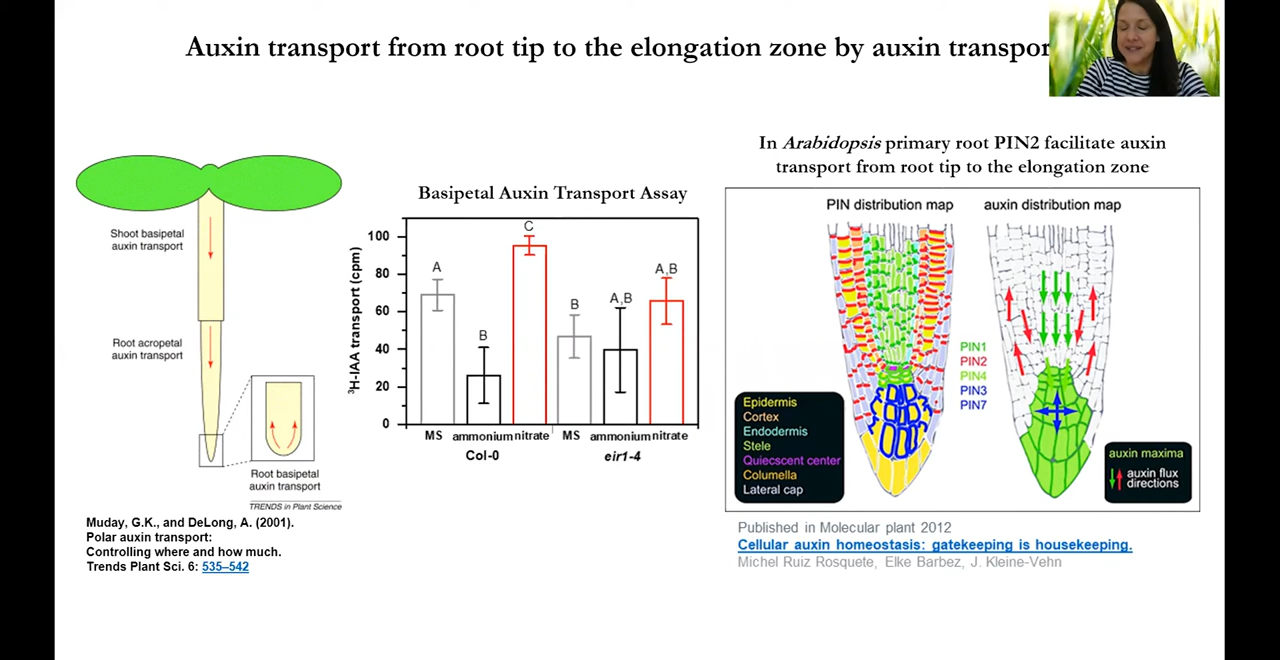 Auxin transport from root tip to the elongation zone by auxin
Shoot basipetal
auxin transport
Root acropetal
auxin transport
Root basipetal
auxin transport
TRENDS in Plant Science
Muday, G.K., and DeLong, A. (2001).
Polar auxin transport:
Controlling where and how much.
Trends Plant Sci. 6: 535–542
Basipetal Auxin Transport Assay
³H-IAA transport (cpm)
100
80
60
40
20
0
A
B
C
B
A,B
A,B
MS ammonium nitrate MS ammonium nitrate
Col-0 eir1-4
In Arabidopsis primary root PIN2 facilitate auxin
transport from root tip to the elongation zone
PIN distribution map
auxin distribution map
PIN1
PIN2
PIN4
PIN3
PIN7
Epidermis
Cortex
Endodermis
Stele
Quiecscent center
Columella
Lateral cap
auxin maxima
auxin flux
directions
Published in Molecular plant 2012
Cellular auxin homeostasis: gatekeeping is housekeeping.
Michel Ruiz Rosquete, Elke Barbez, J. Kleine-Vehn